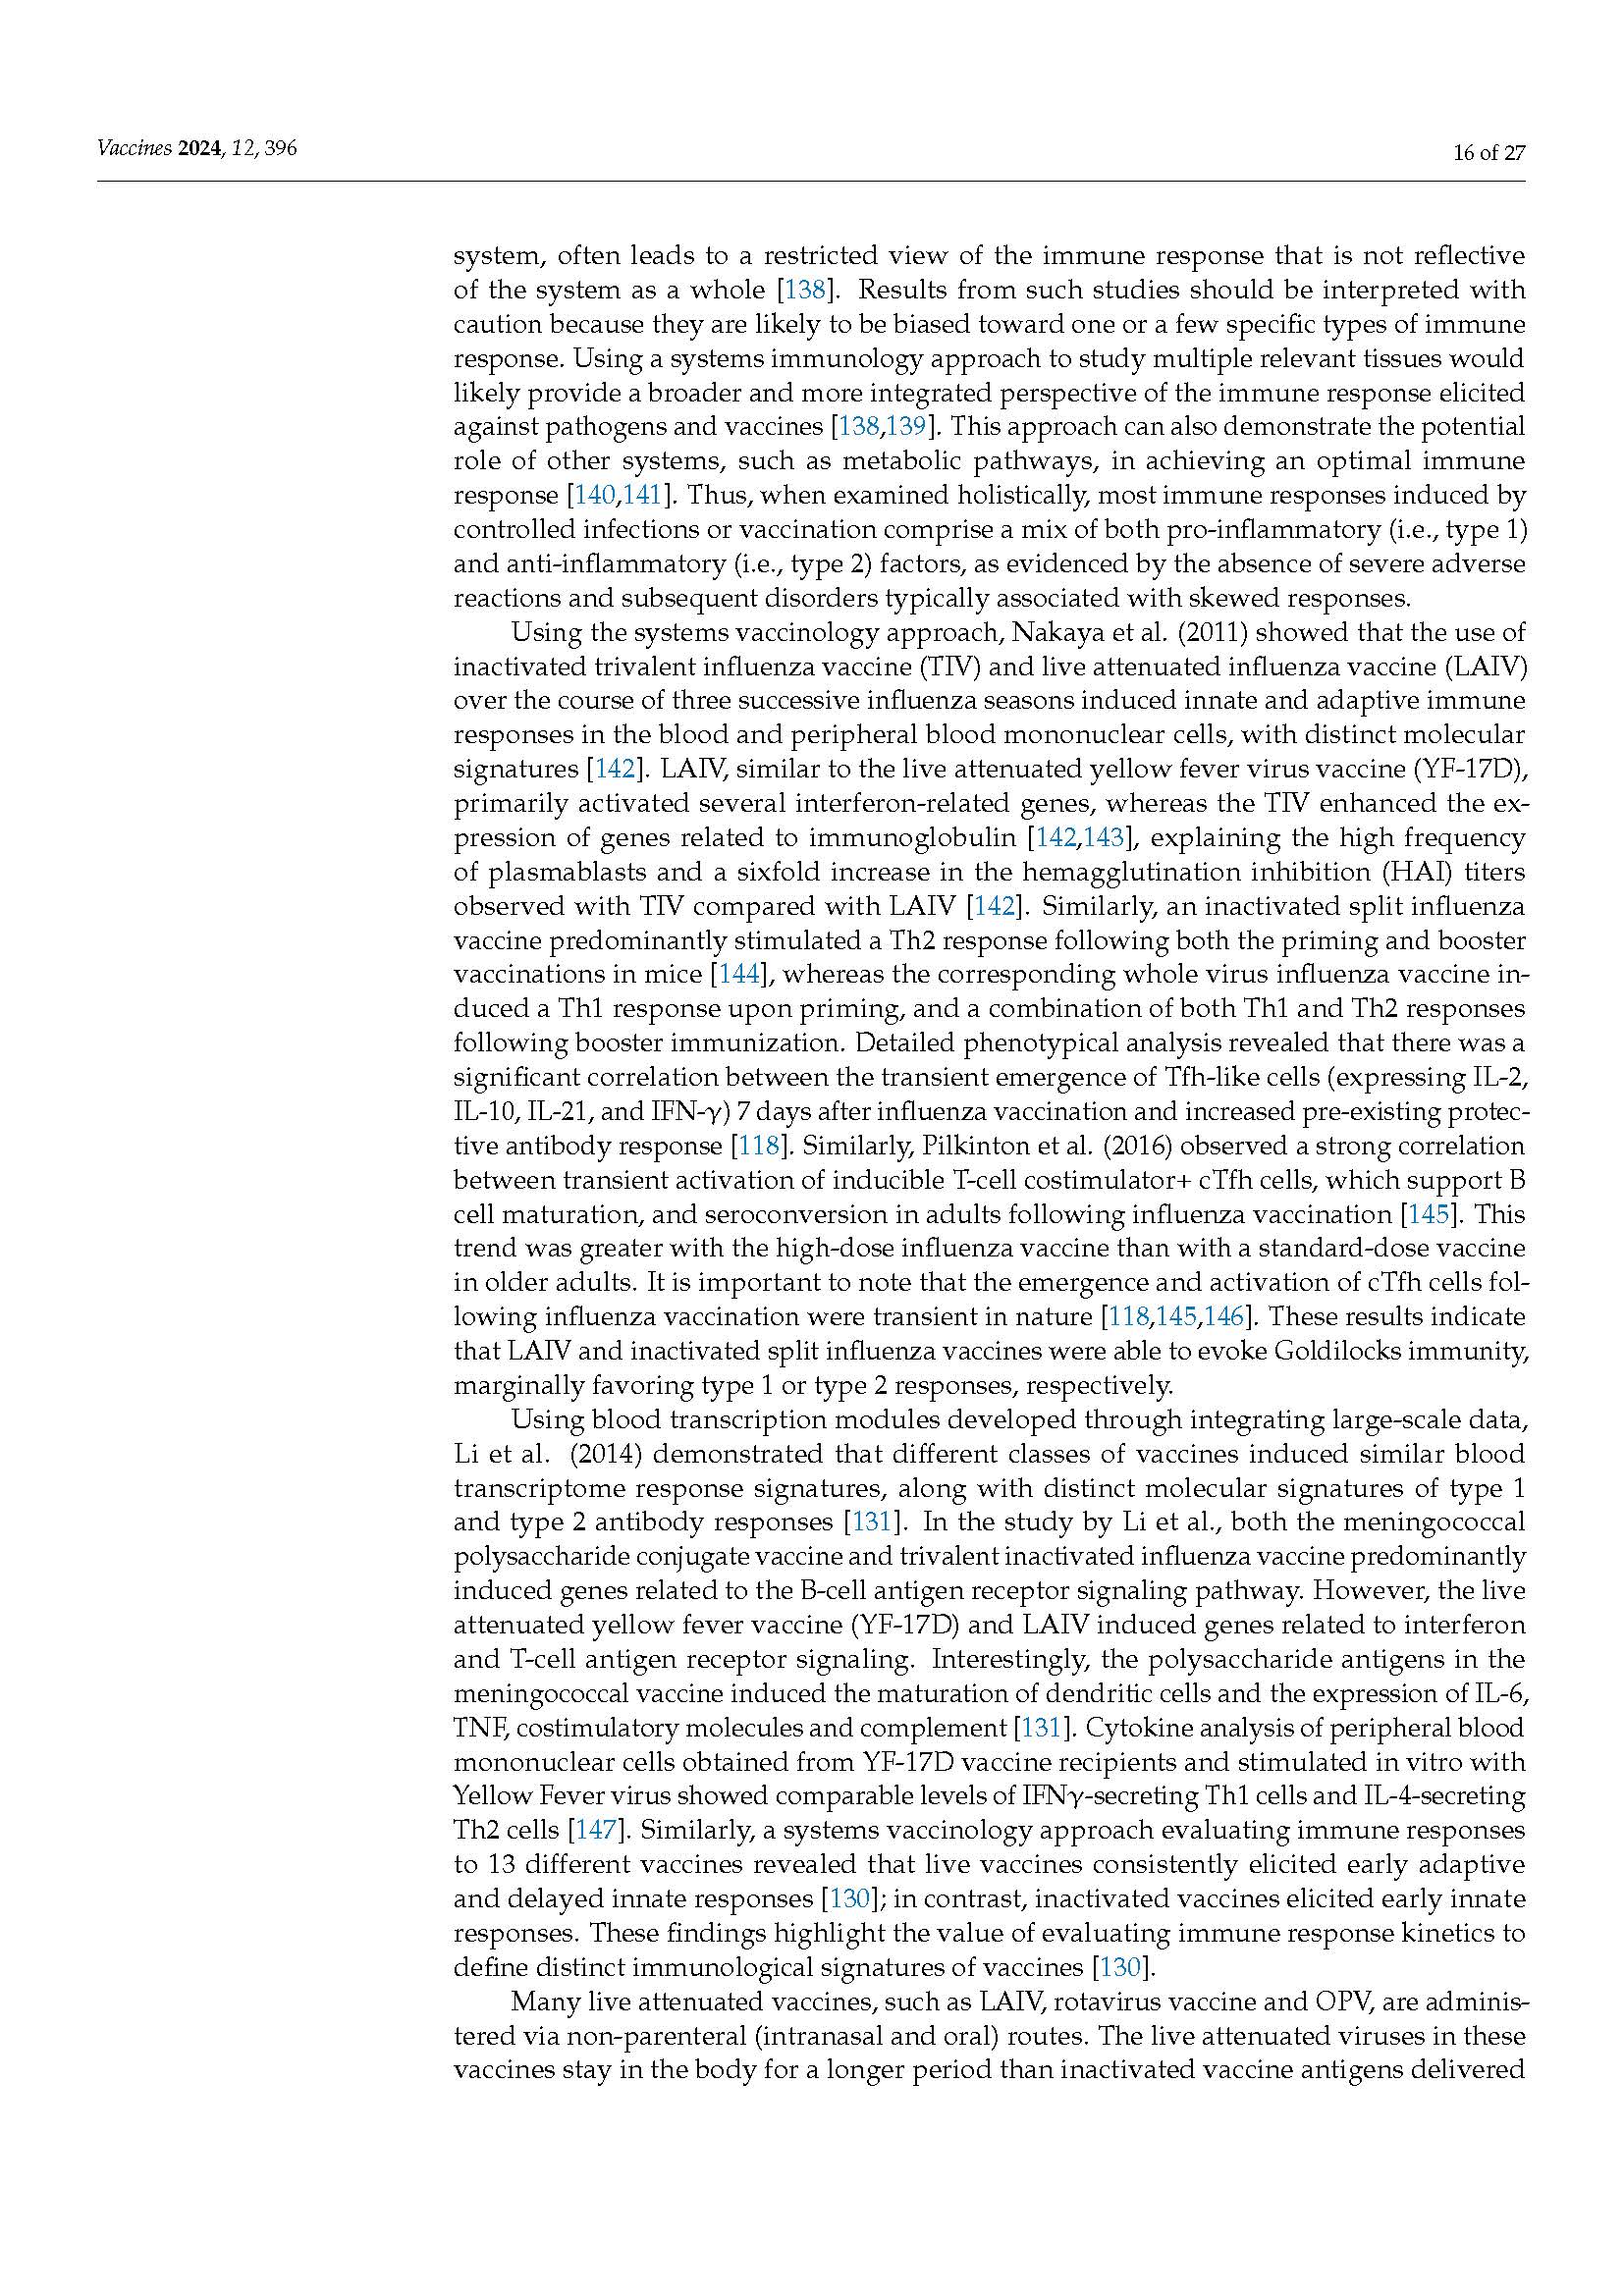 Vaccines 2024, 12, 396
16 of 27
system, often leads to a restricted view of the immune response that is not reflective
of the system as a whole [138]. Results from such studies should be interpreted with
caution because they are likely to be biased toward one or a few specific types of immune
response. Using a systems immunology approach to study multiple relevant tissues would
likely provide a broader and more integrated perspective of the immune response elicited
against pathogens and vaccines [138,139]. This approach can also demonstrate the potential
role of other systems, such as metabolic pathways, in achieving an optimal immune
response [140,141]. Thus, when examined holistically, most immune responses induced by
controlled infections or vaccination comprise a mix of both pro-inflammatory (i.e., type 1)
and anti-inflammatory (i.e., type 2) factors, as evidenced by the absence of severe adverse
reactions and subsequent disorders typically associated with skewed responses.
Using the systems vaccinology approach, Nakaya et al. (2011) showed that the use of
inactivated trivalent influenza vaccine (TIV) and live attenuated influenza vaccine (LAIV)
over the course of three successive influenza seasons induced innate and adaptive immune
responses in the blood and peripheral blood mononuclear cells, with distinct molecular
signatures [142]. LAIV, similar to the live attenuated yellow fever virus vaccine (YF-17D),
primarily activated several interferon-related genes, whereas the TIV enhanced the ex-
pression of genes related to immunoglobulin [142,143], explaining the high frequency
of plasmablasts and a sixfold increase in the hemagglutination inhibition (HAI) titers
observed with TIV compared with LAIV [142]. Similarly, an inactivated split influenza
vaccine predominantly stimulated a Th2 response following both the priming and booster
vaccinations in mice [144], whereas the corresponding whole virus influenza vaccine in-
duced a Th1 response upon priming, and a combination of both Th1 and Th2 responses
following booster immunization. Detailed phenotypical analysis revealed that there was a
significant correlation between the transient emergence of Tfh-like cells (expressing IL-2,
IL-10, IL-21, and IFN-γ) 7 days after influenza vaccination and increased pre-existing protec-
tive antibody response [118]. Similarly, Pilkinton et al. (2016) observed a strong correlation
between transient activation of inducible T-cell costimulator+ cTfh cells, which support B
cell maturation, and seroconversion in adults following influenza vaccination [145]. This
trend was greater with the high-dose influenza vaccine than with a standard-dose vaccine
in older adults. It is important to note that the emergence and activation of cTfh cells fol-
lowing influenza vaccination were transient in nature [118,145,146]. These results indicate
that LAIV and inactivated split influenza vaccines were able to evoke Goldilocks immunity,
marginally favoring type 1 or type 2 responses, respectively.
Using blood transcription modules developed through integrating large-scale data,
Li et al. (2014) demonstrated that different classes of vaccines induced similar blood
transcriptome response signatures, along with distinct molecular signatures of type 1
and type 2 antibody responses [131]. In the study by Li et al., both the meningococcal
polysaccharide conjugate vaccine and trivalent inactivated influenza vaccine predominantly
induced genes related to the B-cell antigen receptor signaling pathway. However, the live
attenuated yellow fever vaccine (YF-17D) and LAIV induced genes related to interferon
and T-cell antigen receptor signaling. Interestingly, the polysaccharide antigens in the
meningococcal vaccine induced the maturation of dendritic cells and the expression of IL-6,
TNF, costimulatory molecules and complement [131]. Cytokine analysis of peripheral blood
mononuclear cells obtained from YF-17D vaccine recipients and stimulated in vitro with
Yellow Fever virus showed comparable levels of IFNγ-secreting Th1 cells and IL-4-secreting
Th2 cells [147]. Similarly, a systems vaccinology approach evaluating immune responses
to 13 different vaccines revealed that live vaccines consistently elicited early adaptive
and delayed innate responses [130]; in contrast, inactivated vaccines elicited early innate
responses. These findings highlight the value of evaluating immune response kinetics to
define distinct immunological signatures of vaccines [130].
Many live attenuated vaccines, such as LAIV, rotavirus vaccine and OPV, are adminis-
tered via non-parenteral (intranasal and oral) routes. The live attenuated viruses in these
vaccines stay in the body for a longer period than inactivated vaccine antigens delivered